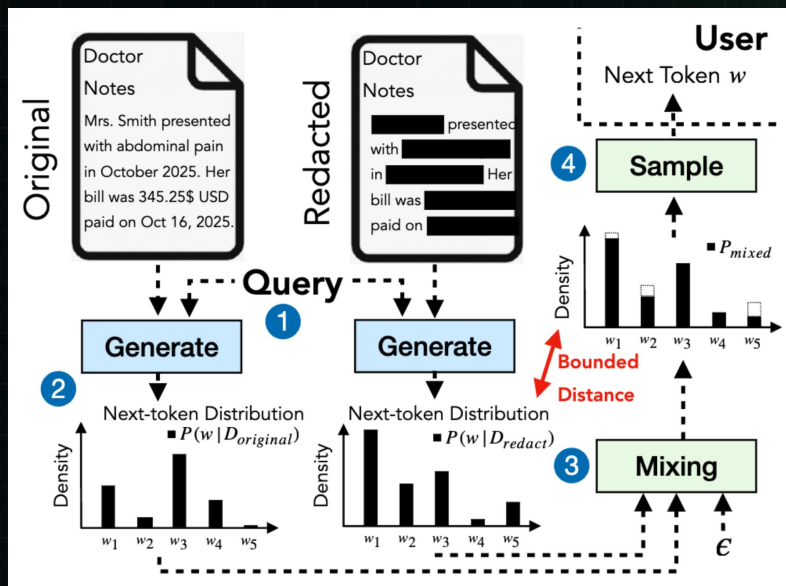 Original
Doctor
Notes
Mrs. Smith presented
with abdominal pain
in October 2025. Her
bill was 345.25$ USD
paid on Oct 16, 2025.
Redacted
Doctor
Notes
presented
with
in Her
bill was
paid on
User
Next Token w
4
Sample
Density
P_mixed
w₁ w₂ w₃ w₄ w₅
Query
1
Generate
Generate
Bounded
Distance
2
Next-token Distribution
P(w|D_original)
Density
w₁ w₂ w₃ w₄ w₅
Next-token Distribution
P(w|D_redact)
Density
w₁ w₂ w₃ w₄ w₅
3
Mixing
ϵ